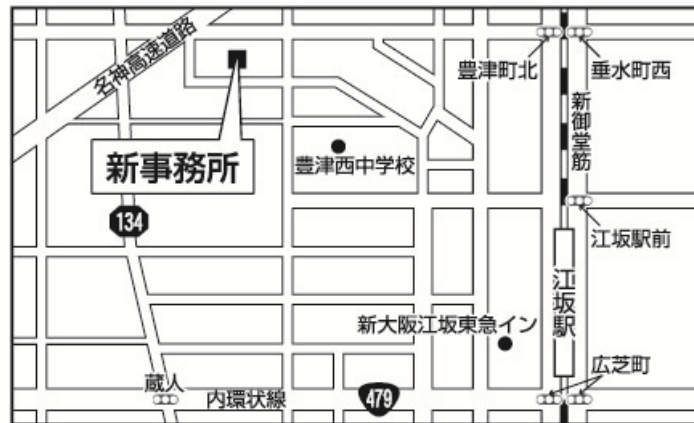 名神高速道路
豊津町北
垂水町西
新御堂筋
新事務所
豊津西中学校
134
江坂駅前
江坂駅
新大阪江坂東急イン
広芝町
蔵人
内環状線
479